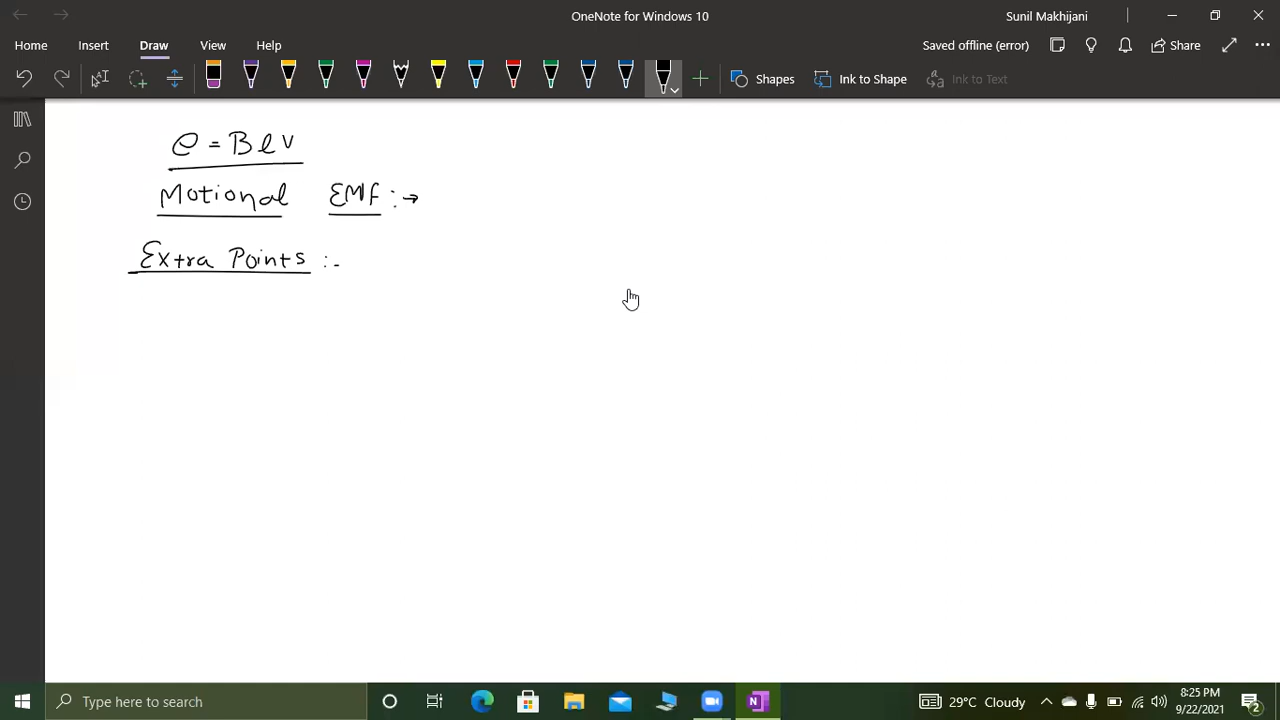 OneNote for Windows 10
Sunil Makhijani
Home Insert Draw View Help
Saved offline (error)
Share
Shapes
Ink to Shape
Ink to Text
e = Blv
Motional EMf :→
Extra Points :-
Type here to search
29°C Cloudy
8:25 PM
9/22/2021
2